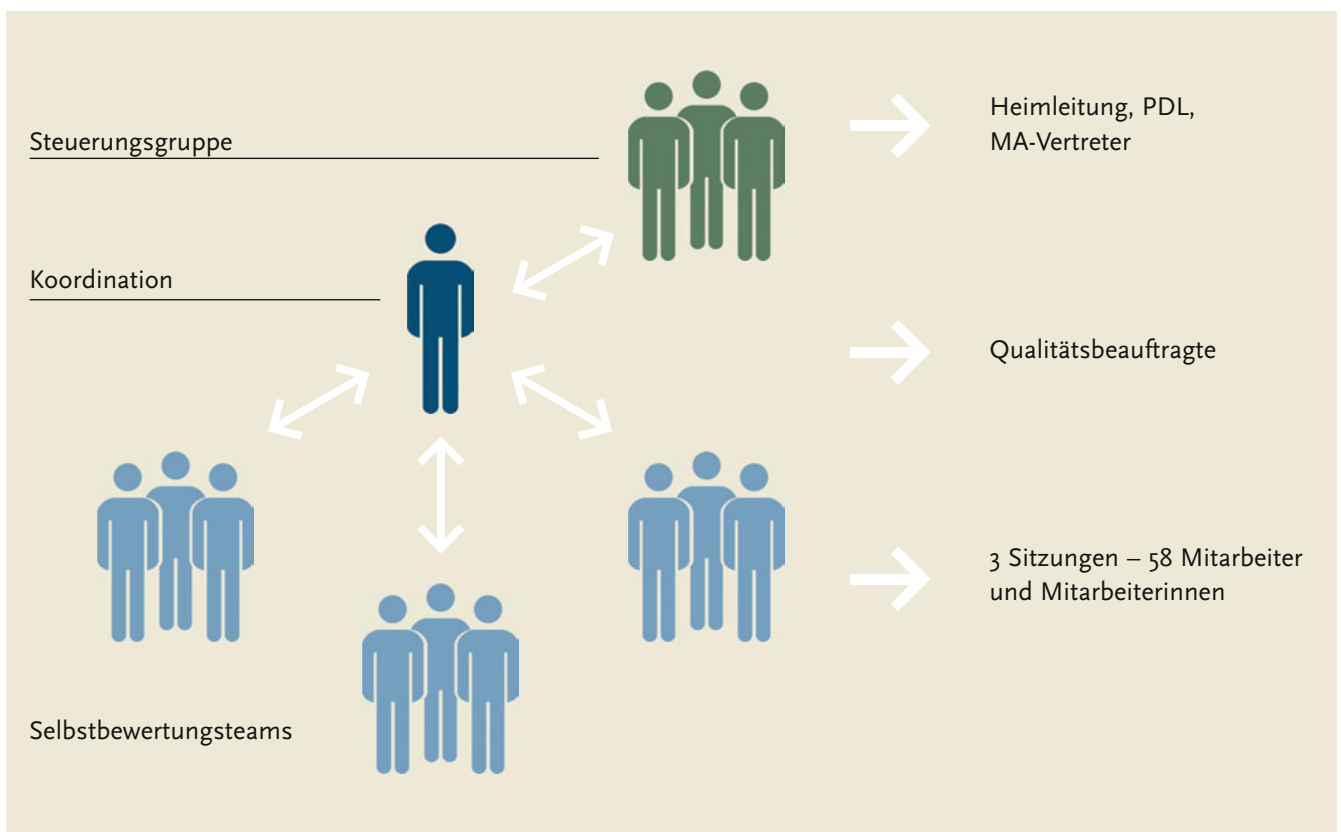 Steuerungsgruppe
Heimleitung, PDL,
MA-Vertreter
Koordination
Qualitätsbeauftragte
3 Sitzungen – 58 Mitarbeiter
und Mitarbeiterinnen
Selbstbewertungsteams